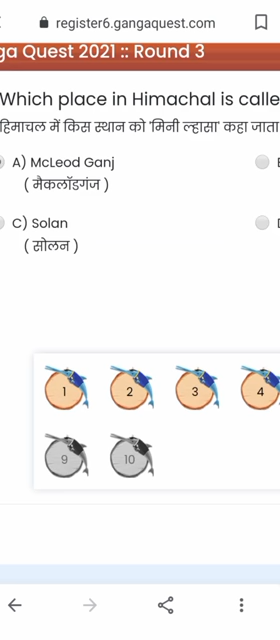 register6.gangaquest.com
ga Quest 2021 :: Round 3
Which place in Himachal is calle
हिमाचल में किस स्थान को 'मिनी ल्हासा' कहा जाता
A) McLeod Ganj
( मैकलॉडगंज )
C) Solan
( सोलन )
1 2 3 4
9 10